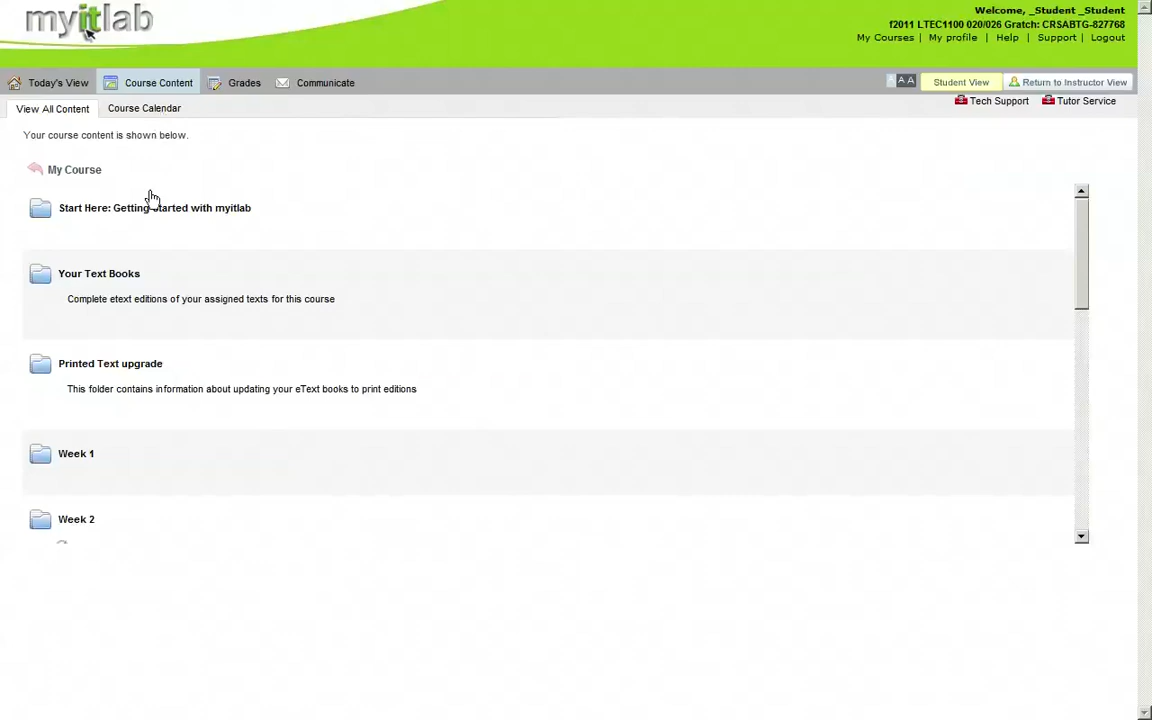 myitlab
Welcome, _Student _Student
f2011 LTEC1100 020/026 Gratch: CRSABTG-827768
My Courses | My profile | Help | Support | Logout
Today's View Course Content Grades Communicate
A A A Student View Return to Instructor View
View All Content Course Calendar
Tech Support Tutor Service
Your course content is shown below.
My Course
Start Here: Getting started with myitlab
Your Text Books
Complete etext editions of your assigned texts for this course
Printed Text upgrade
This folder contains information about updating your eText books to print editions
Week 1
Week 2